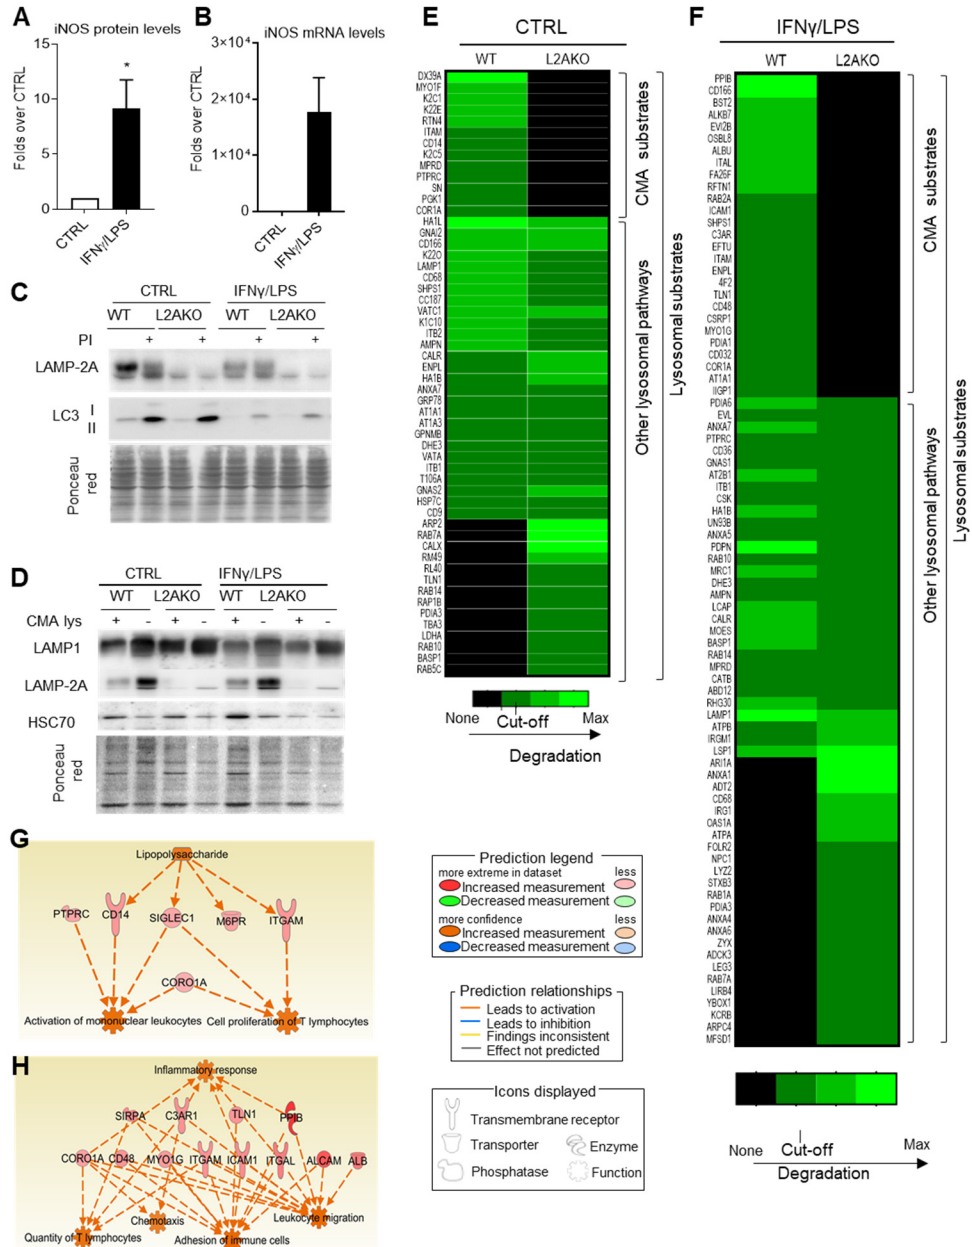 A
iNOS protein levels
15
10
5
0
Folds over CTRL
*
CTRL
IFNγ/LPS
B
iNOS mRNA levels
3×10⁴
2×10⁴
1×10⁴
0
Folds over CTRL
CTRL
IFNγ/LPS
C
CTRL IFNγ/LPS
WT L2AKO WT L2AKO
PI + + + +
LAMP-2A
LC3 I
II
Ponceau
red
D
CTRL IFNγ/LPS
WT L2AKO WT L2AKO
CMA lys + - + - + - + -
LAMP1
LAMP-2A
HSC70
Ponceau
red
E
CTRL
WT L2AKO
DX39A
MYO1F
K2C1
K22E
RTN4
ITAM
CD14
K2C5
MPRD
PTPRC
SN
PGK1
COR1A
HA1L
GNAI2
CD166
K22O
LAMP1
CD68
SHPS1
CC187
VATC1
K1C10
ITB2
AMPN
CALR
ENPL
HA1B
ANXA7
GRP78
AT1A1
AT1A3
GPNMB
DHE3
VATA
ITB1
T106A
GNAS2
HSP7C
CD9
ARP2
RAB7A
CALX
RM49
RL40
TLN1
RAB14
RAP1B
PDIA3
TBA3
LDHA
RAB10
BASP1
RAB5C
CMA substrates
Other lysosomal pathways
Lysosomal substrates
None Cut-off Max
Degradation
F
IFNγ/LPS
WT L2AKO
PPIB
CD166
BST2
ALKB7
EVI2B
OSBL8
ALBU
ITAL
FA26F
RFTN1
RAB2A
ICAM1
SHPS1
C3AR
EFTU
ITAM
ENPL
4F2
TLN1
CD48
CSRP1
MYO1G
PDIA1
CD032
COR1A
AT1A1
IIGP1
PDIA6
EVL
ANXA7
PTPRC
CD36
GNAS1
AT2B1
ITB1
CSK
HA1B
UN93B
ANXA5
PDPN
RAB10
MRC1
DHE3
AMPN
LCAP
CALR
MOES
BASP1
RAB14
MPRD
CATB
ABD12
RHG30
LAMP1
ATPB
IRGM1
LSP1
ARI1A
ANXA1
ADT2
CD68
IRG1
OAS1A
ATPA
FOLR2
NPC1
LYZ2
STXB3
RAB1A
PDIA3
ANXA4
ANXA6
ZYX
ADCK3
LEG3
RAB7A
LIRB4
YBOX1
KCRB
ARPC4
MFSD1
CMA substrates
Other lysosomal pathways
Lysosomal substrates
None Cut-off Max
Degradation
G
Lipopolysaccharide
PTPRC CD14 SIGLEC1 M6PR ITGAM
CORO1A
Activation of mononuclear leukocytes Cell proliferation of T lymphocytes
H
Inflammatory response
SIRPA C3AR1 TLN1 PPIB
CORO1A CD48 MYO1G ITGAM ICAM1 ITGAL ALCAM ALB
Chemotaxis Leukocyte migration
Quantity of T lymphocytes Adhesion of immune cells
Prediction legend
more extreme in dataset less
Increased measurement
Decreased measurement
more confidence less
Increased measurement
Decreased measurement
Prediction relationships
Leads to activation
Leads to inhibition
Findings inconsistent
Effect not predicted
Icons displayed
Transmembrane receptor
Transporter Enzyme
Phosphatase Function